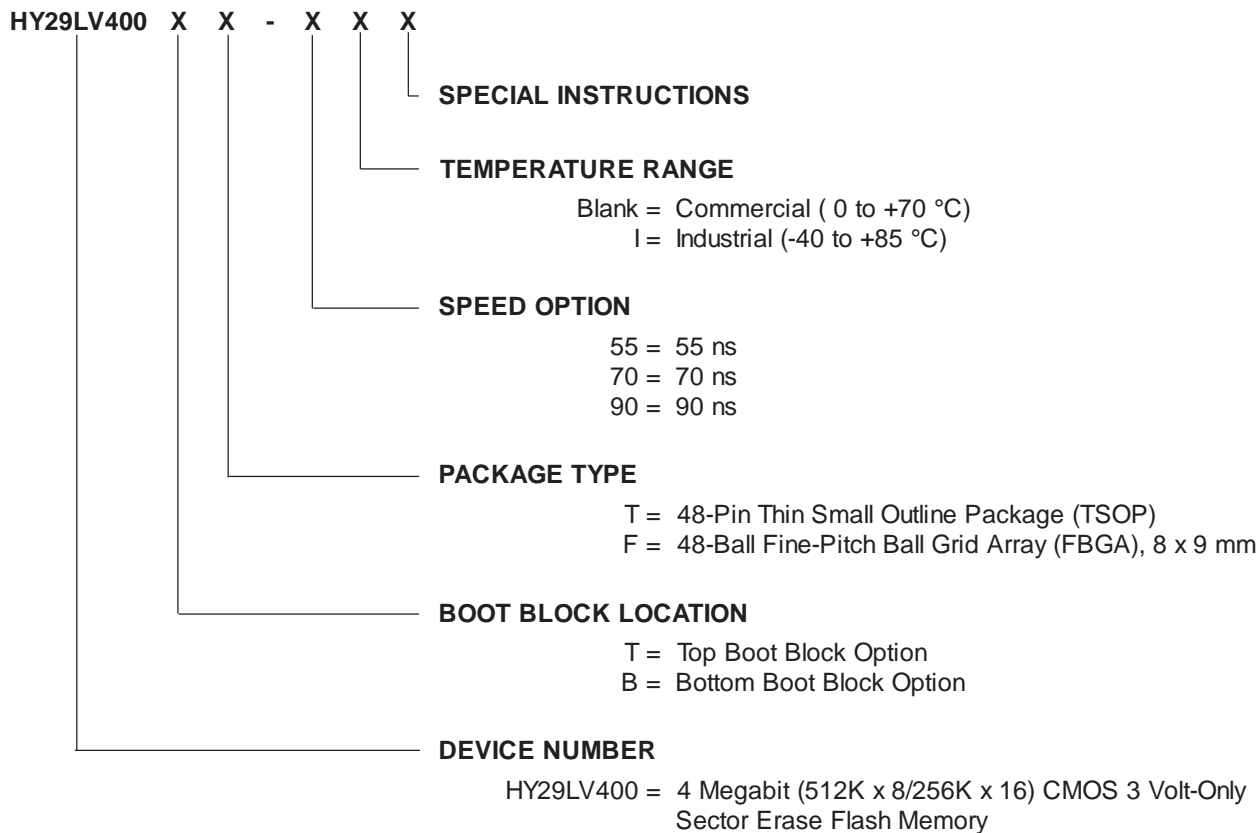 HY29LV400 X X - X X X
SPECIAL INSTRUCTIONS
TEMPERATURE RANGE
Blank = Commercial ( 0 to +70 °C)
I = Industrial (-40 to +85 °C)
SPEED OPTION
55 = 55 ns
70 = 70 ns
90 = 90 ns
PACKAGE TYPE
T = 48-Pin Thin Small Outline Package (TSOP)
F = 48-Ball Fine-Pitch Ball Grid Array (FBGA), 8 x 9 mm
BOOT BLOCK LOCATION
T = Top Boot Block Option
B = Bottom Boot Block Option
DEVICE NUMBER
HY29LV400 = 4 Megabit (512K x 8/256K x 16) CMOS 3 Volt-Only
Sector Erase Flash Memory